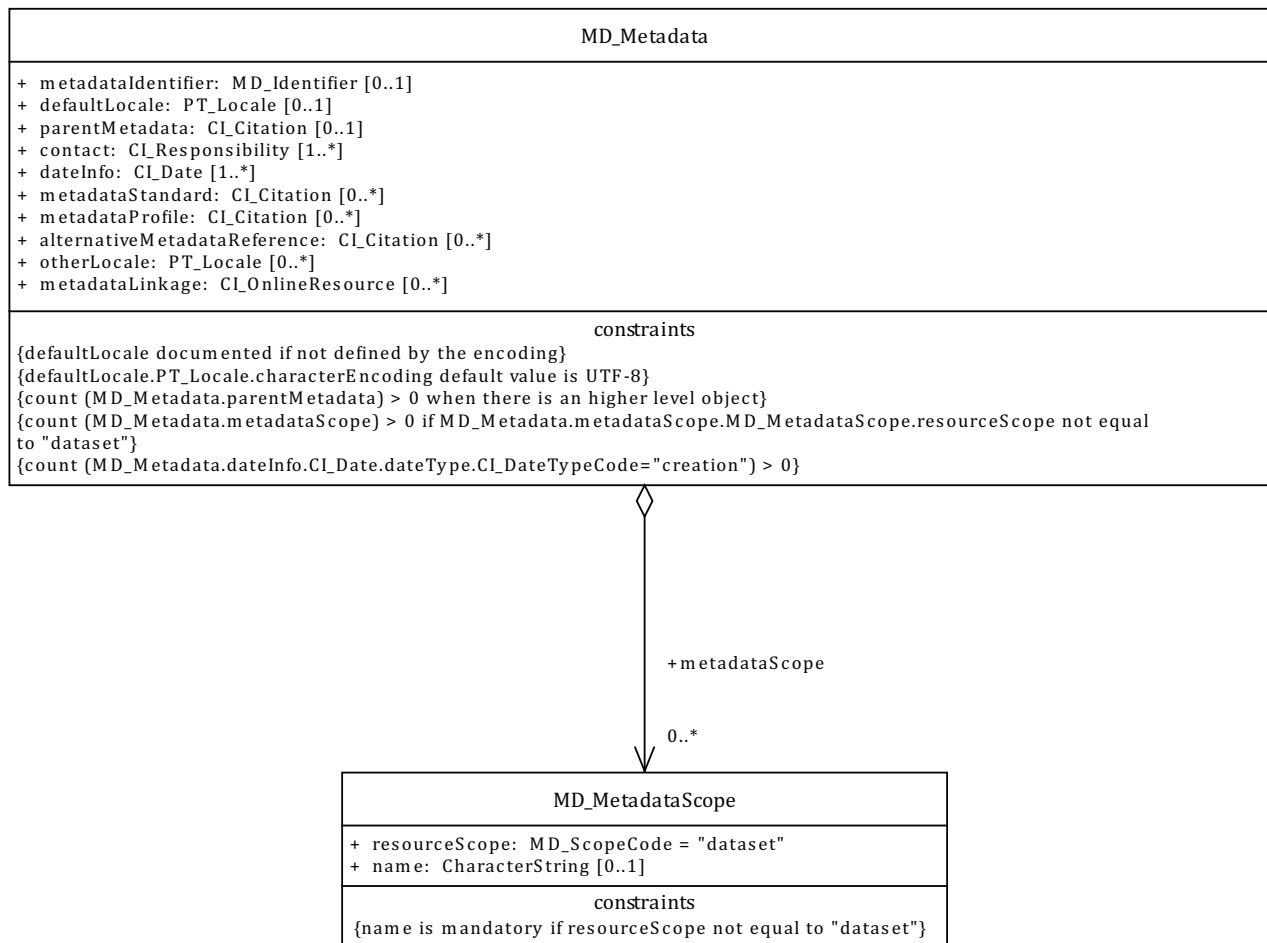 MD_Metadata
+ metadataIdentifier: MD_Identifier [0..1]
+ defaultLocale: PT_Locale [0..1]
+ parentMetadata: CI_Citation [0..1]
+ contact: CI_Responsibility [1..*]
+ dateInfo: CI_Date [1..*]
+ metadataStandard: CI_Citation [0..*]
+ metadataProfile: CI_Citation [0..*]
+ alternativeMetadataReference: CI_Citation [0..*]
+ otherLocale: PT_Locale [0..*]
+ metadataLinkage: CI_OnlineResource [0..*]
constraints
{defaultLocale documented if not defined by the encoding}
{defaultLocale.PT_Locale.characterEncoding default value is UTF-8}
{count (MD_Metadata.parentMetadata) > 0 when there is an higher level object}
{count (MD_Metadata.metadataScope) > 0 if MD_Metadata.metadataScope.MD_MetadataScope.resourceScope not equal
to "dataset"}
{count (MD_Metadata.dateInfo.CI_Date.dateType.CI_DateTypeCode="creation") > 0}
+metadataScope
0..*
MD_MetadataScope
+ resourceScope: MD_ScopeCode = "dataset"
+ name: CharacterString [0..1]
constraints
{name is mandatory if resourceScope not equal to "dataset"}